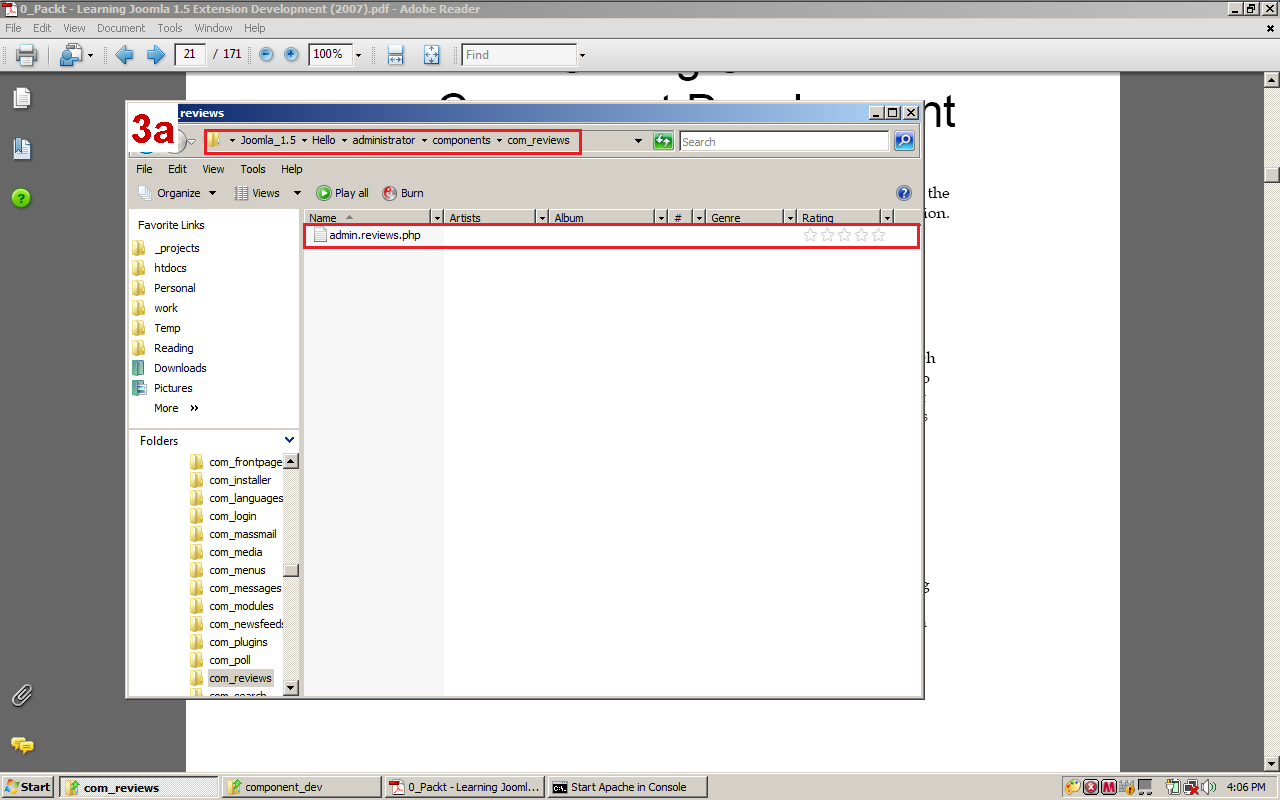 0_Packt - Learning Joomla 1.5 Extension Development (2007).pdf - Adobe Reader
File Edit View Document Tools Window Help
21 / 171 100% Find
3a
_reviews
Joomla_1.5 Hello administrator components com_reviews Search
File Edit View Tools Help
Organize Views Play all Burn
Favorite Links
_projects
htdocs
Personal
work
Temp
Reading
Downloads
Pictures
More »
Folders
com_frontpage
com_installer
com_languages
com_login
com_massmail
com_media
com_menus
com_messages
com_modules
com_newsfeeds
com_plugins
com_poll
com_reviews
com_search
Name Artists Album # Genre Rating
admin.reviews.php
the
ion.
Start com_reviews component_dev 0_Packt - Learning Jooml... Start Apache in Console 4:06 PM